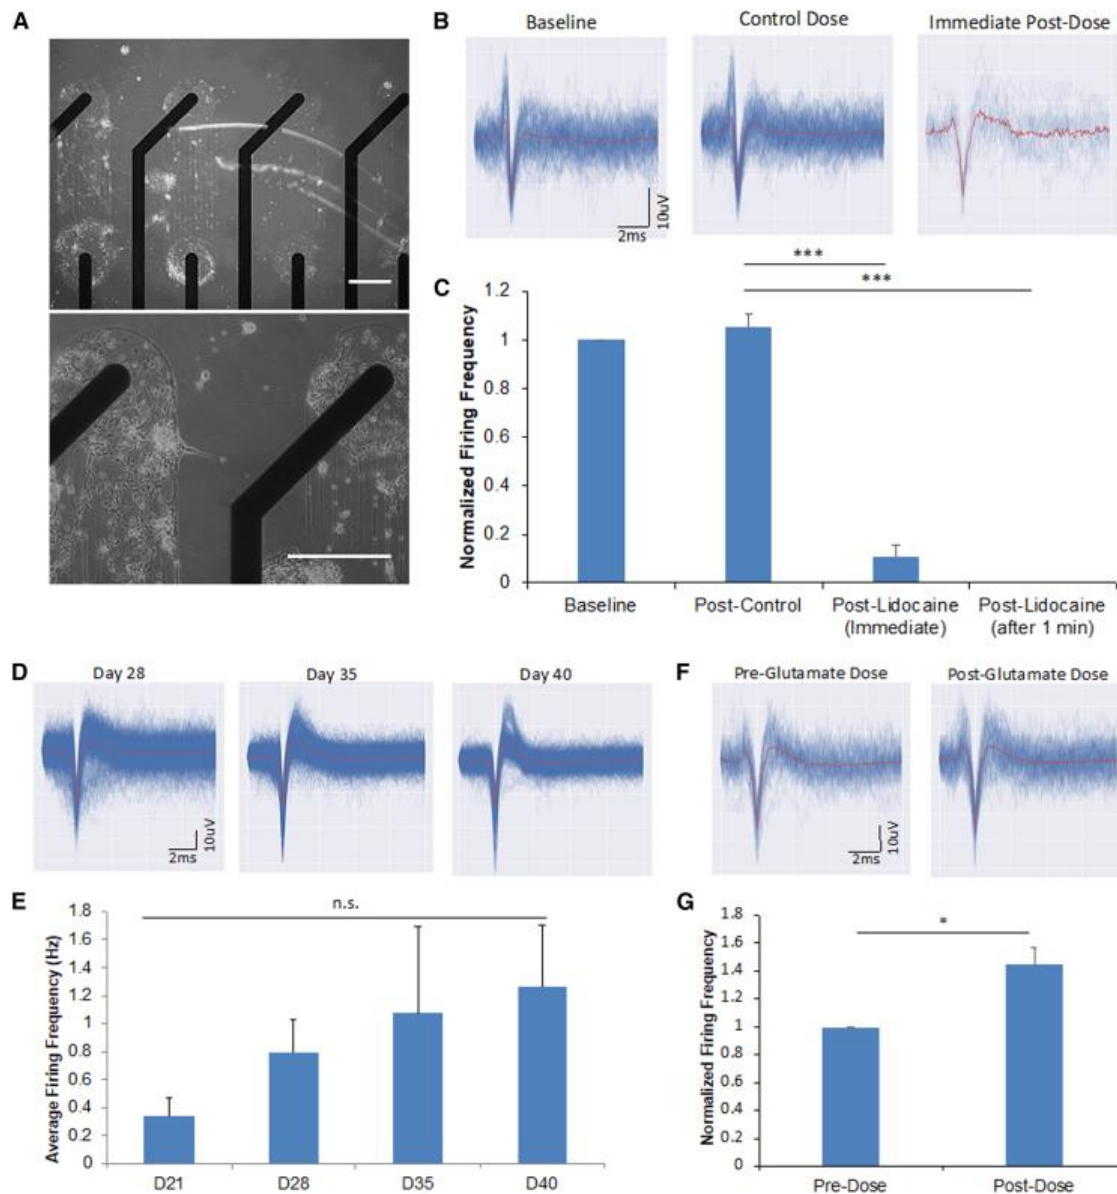 A
B
Baseline
Control Dose
Immediate Post-Dose
10uV
2ms
***
***
C
Normalized Firing Frequency
1.2
1
0.8
0.6
0.4
0.2
0
Baseline
Post-Control
Post-Lidocaine
(Immediate)
Post-Lidocaine
(after 1 min)
D
Day 28
Day 35
Day 40
10uV
2ms
F
Pre-Glutamate Dose
Post-Glutamate Dose
10uV
2ms
E
n.s.
Average Firing Frequency (Hz)
1.8
1.6
1.4
1.2
1
0.8
0.6
0.4
0.2
0
D21
D28
D35
D40
G
*
Normalized Firing Frequency
1.8
1.6
1.4
1.2
1
0.8
0.6
0.4
0.2
0
Pre-Dose
Post-Dose